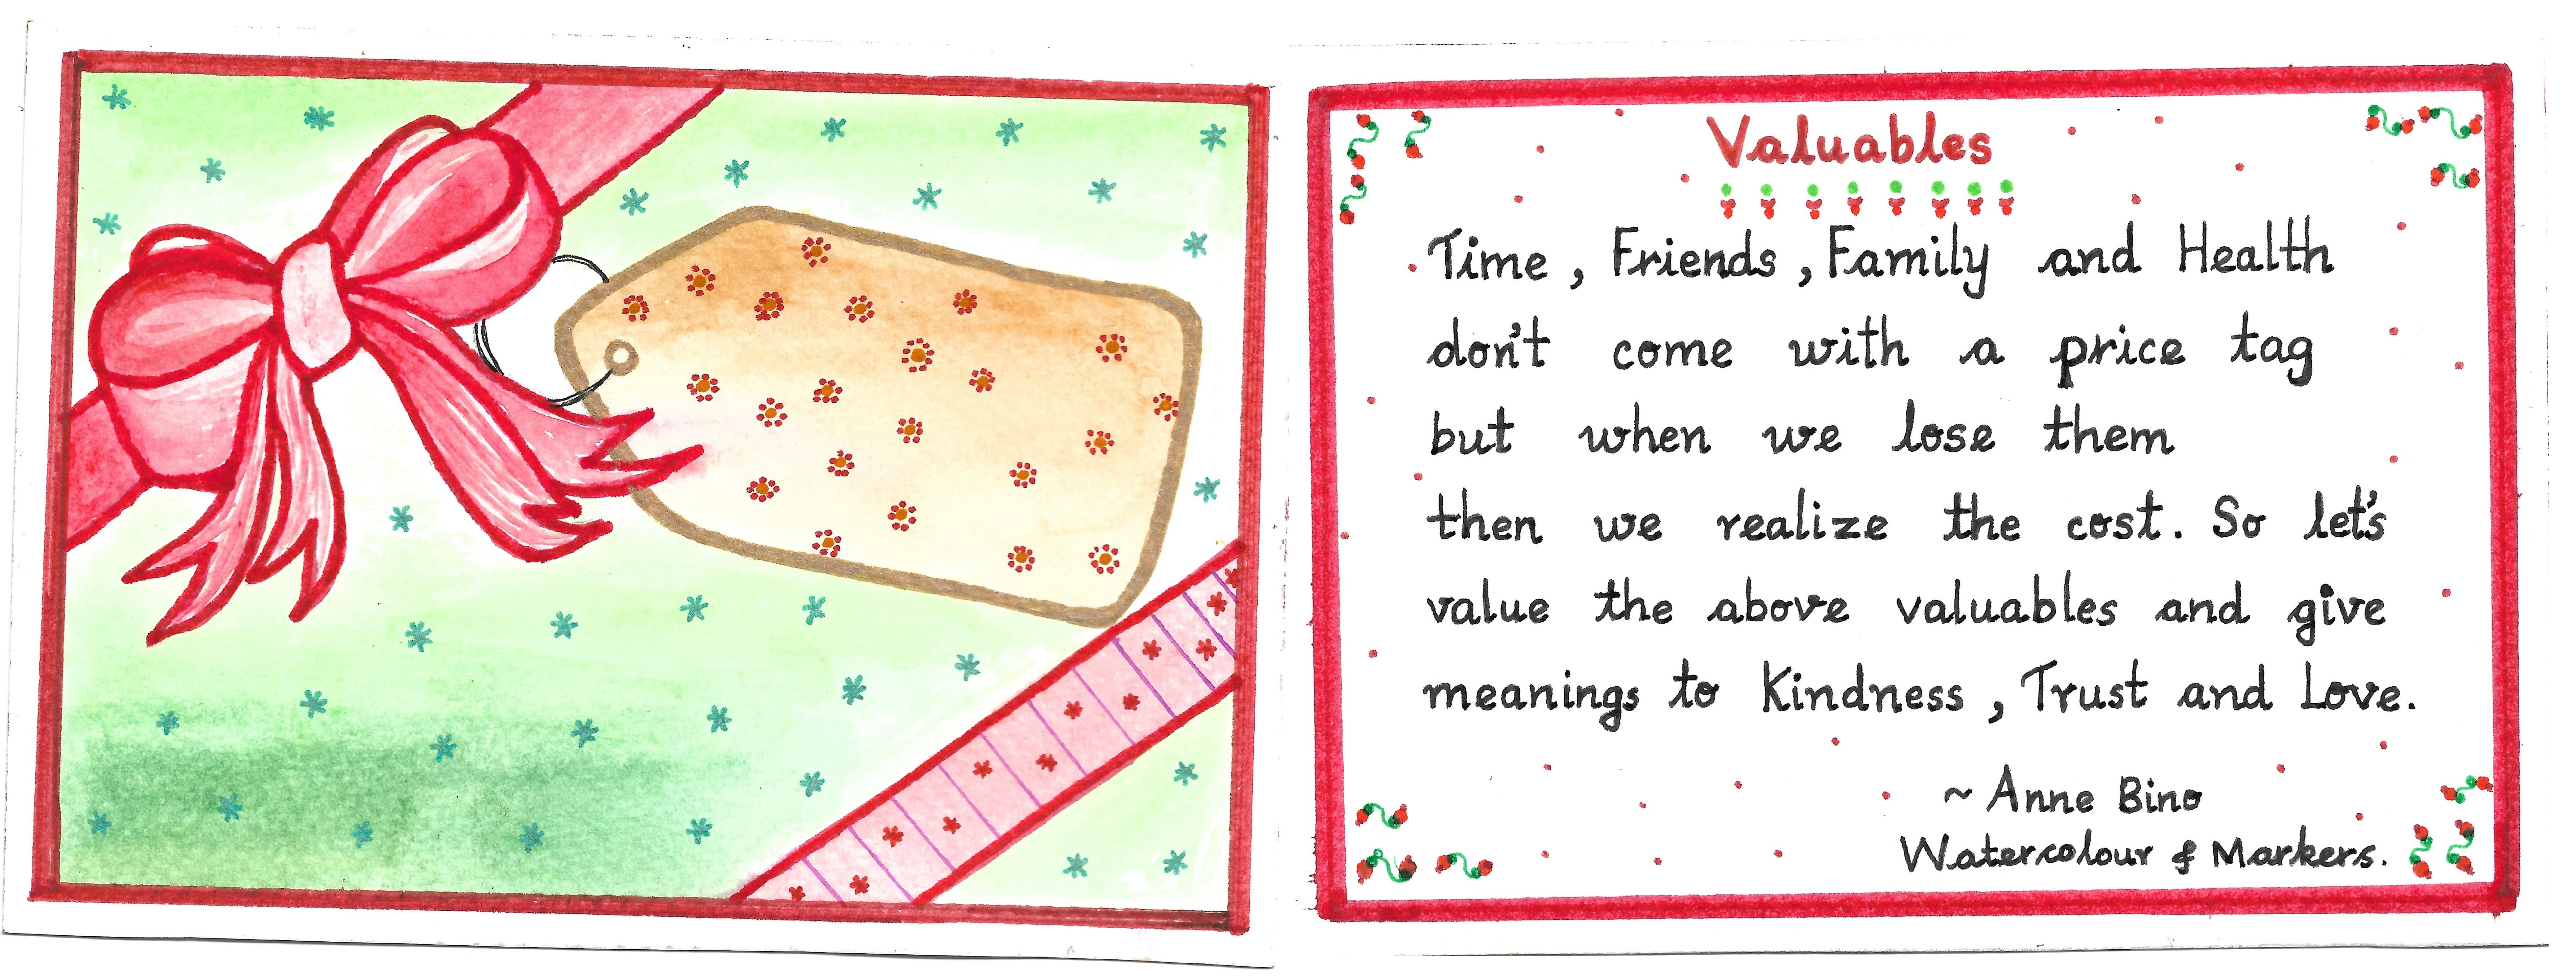 Valuables
Time, Friends, Family and Health
don't come with a price tag
but when we lose them
then we realize the cost. So let's
value the above valuables and give
meanings to Kindness, Trust and Love.
~ Anne Bino
Watercolour & Markers.